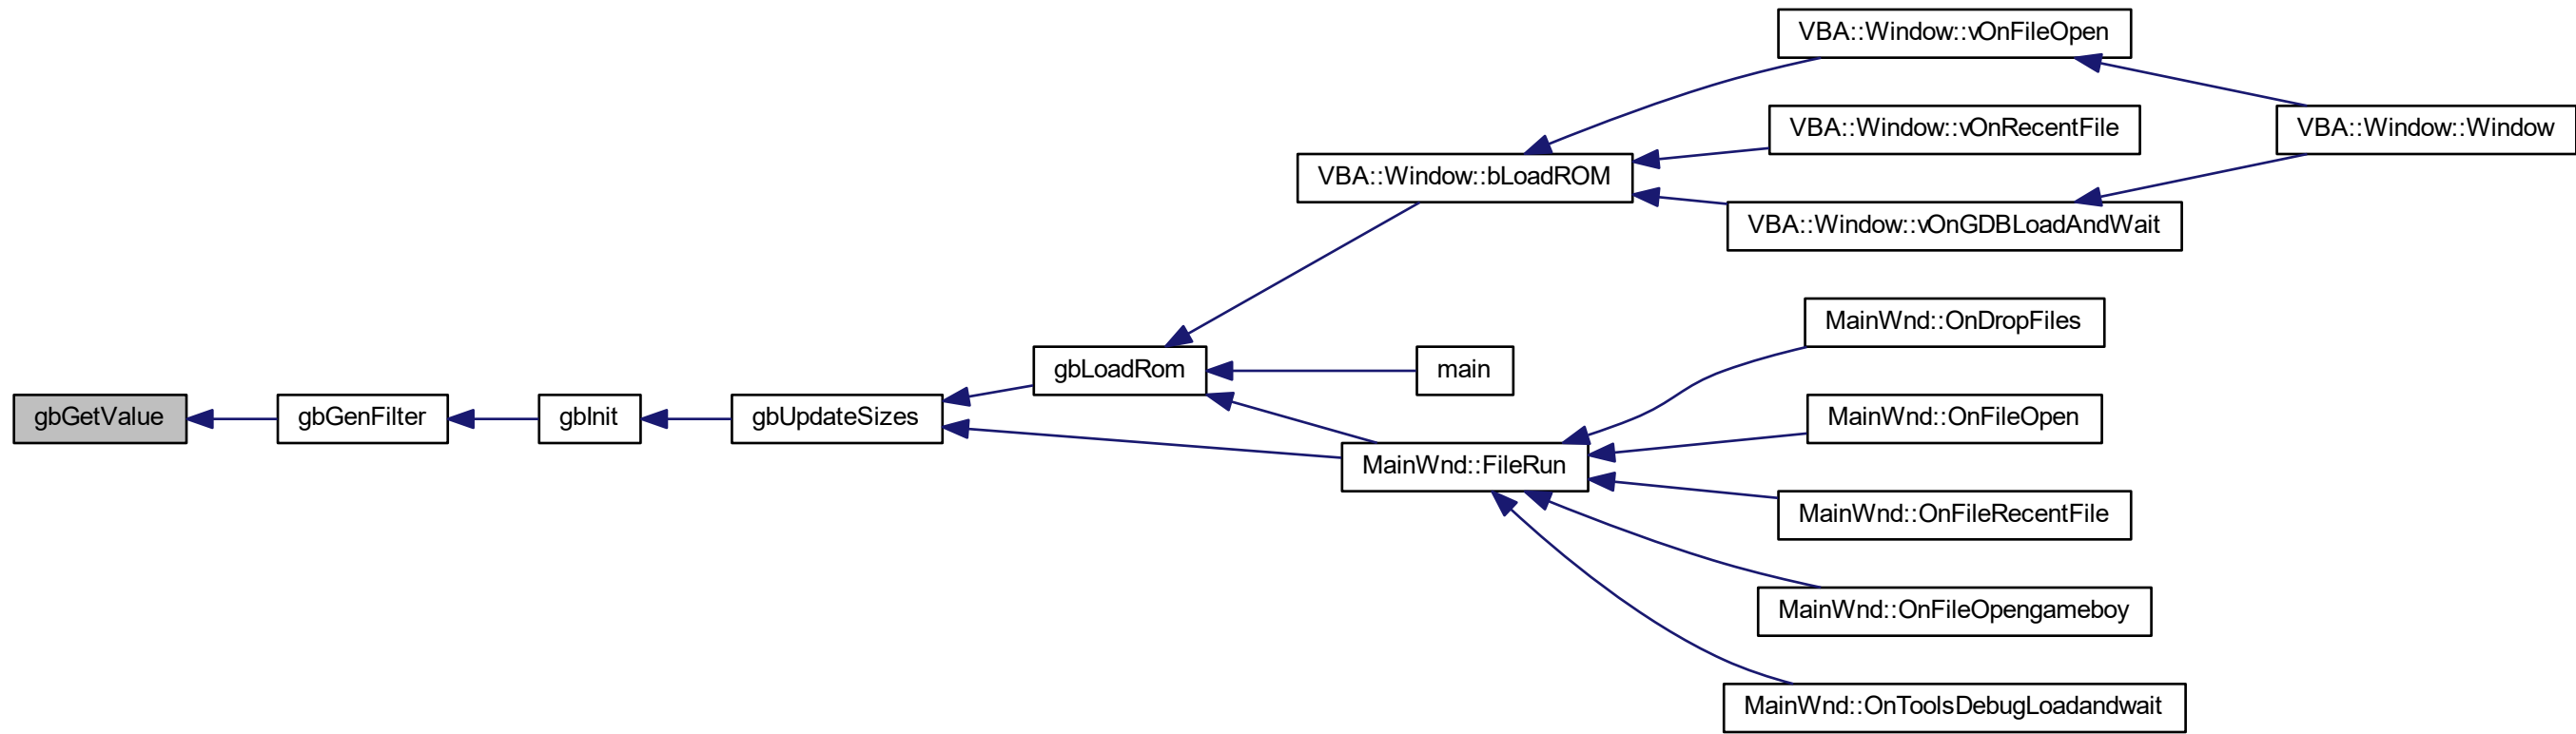 VBA::Window::vOnFileOpen
VBA::Window::vOnRecentFile
VBA::Window::Window
VBA::Window::bLoadROM
VBA::Window::vOnGDBLoadAndWait
MainWnd::OnDropFiles
gbLoadRom
main
gbGetValue
gbGenFilter
gbInit
gbUpdateSizes
MainWnd::OnFileOpen
MainWnd::FileRun
MainWnd::OnFileRecentFile
MainWnd::OnFileOpengameboy
MainWnd::OnToolsDebugLoadandwait